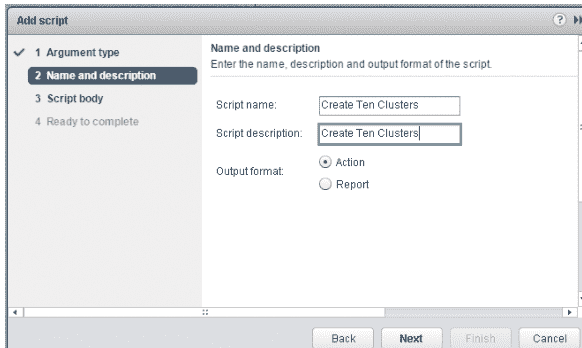 Add script
?
1 Argument type
2 Name and description
3 Script body
4 Ready to complete
Name and description
Enter the name, description and output format of the script.
Script name: Create Ten Clusters
Script description: Create Ten Clusters
Output format:
Action
Report
Back Next Finish Cancel